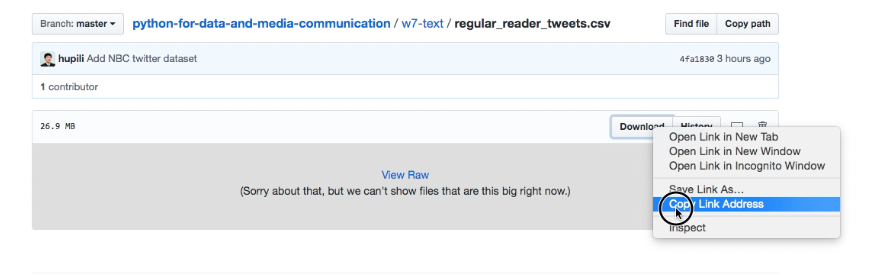 Branch: master python-for-data-and-media-communication / w7-text / regular_reader_tweets.csv Find file Copy path
hupili Add NBC twitter dataset 4fa1830 3 hours ago
1 contributor
26.9 MB Download History
Open Link in New Tab
Open Link in New Window
Open Link in Incognito Window
View Raw
(Sorry about that, but we can't show files that are this big right now.)
Save Link As...
Copy Link Address
Inspect